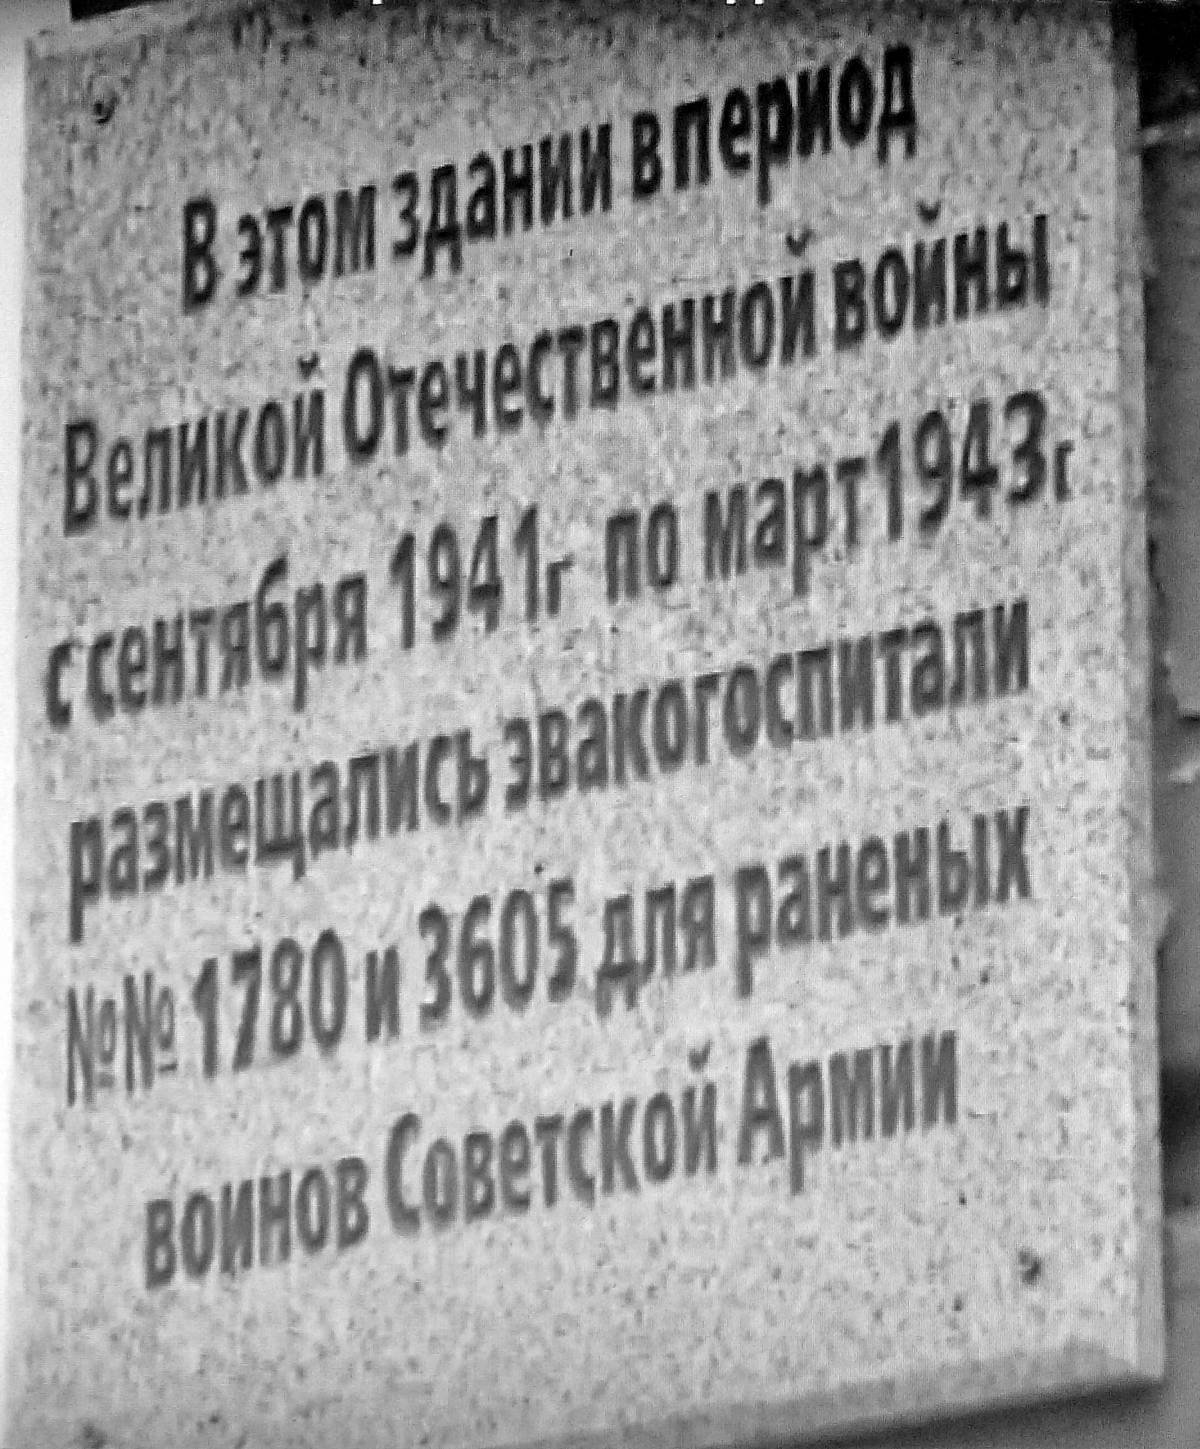 В этом здании в период
Великой Отечественной войны
с сентября 1941г по март 1943г
размещались эвакогоспитали
№№ 1780 и 3605 для раненых
воинов Советской Армии